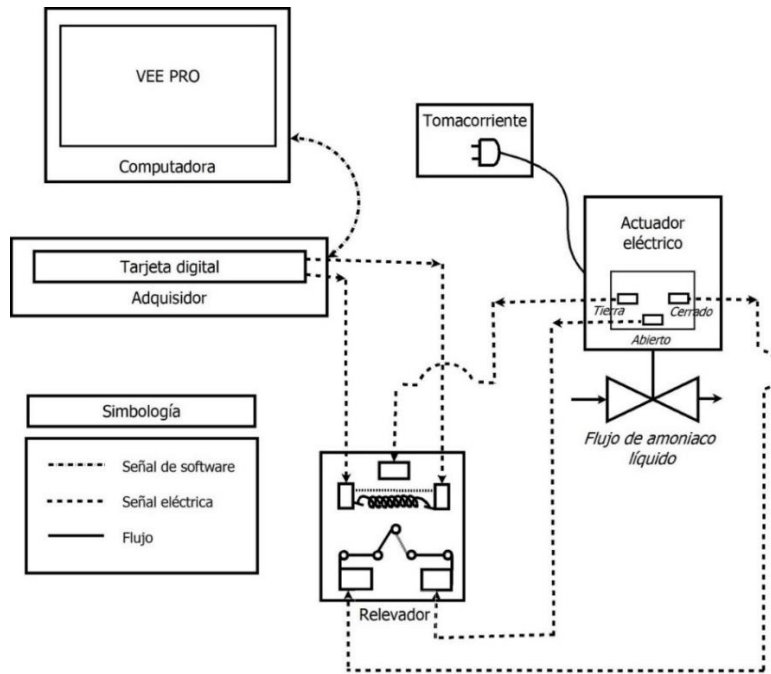 VEE PRO
Computadora
Tomacorriente
Actuador
eléctrico
Tarjeta digital
Adquisidor
Tierra
Cerrado
Abierto
Simbología
Señal de software
Señal eléctrica
Flujo
Flujo de amoniaco
líquido
Relevador